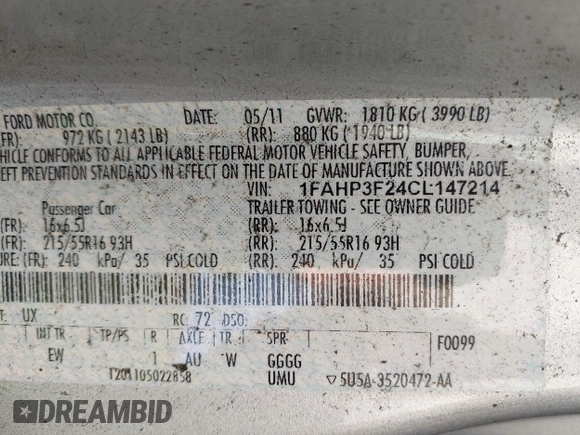 FORD MOTOR CO. DATE: 05/11 GVWR: 1810 KG ( 3990 LB)
(FR): 972 KG ( 2143 LB) (RR): 880 KG ( 1940 LB)
HICLE CONFORMS TO ALL APPLICABLE FEDERAL MOTOR VEHICLE SAFETY, BUMPER,
EFT PREVENTION STANDARDS IN EFFECT ON THE DATE OF MANUFACTURE SHOWN ABOVE.
VIN: 1FAHP3F24CL147214
Passenger Car TRAILER TOWING - SEE OWNER GUIDE
(FR): 16x6.5J (RR): 16x6.5J
(FR): 215/55R16 93H (RR): 215/55R16 93H
URE: (FR): 240 kPa/ 35 PSI COLD (RR): 240 kPa/ 35 PSI COLD
T: UX RC: 72 DSO:
INT TR TP/PS R AXLE TR SPR F0099
EW 1 AU W GGGG
T201105022858 UMU ▽5U5A-3520472-AA
DREAMBID